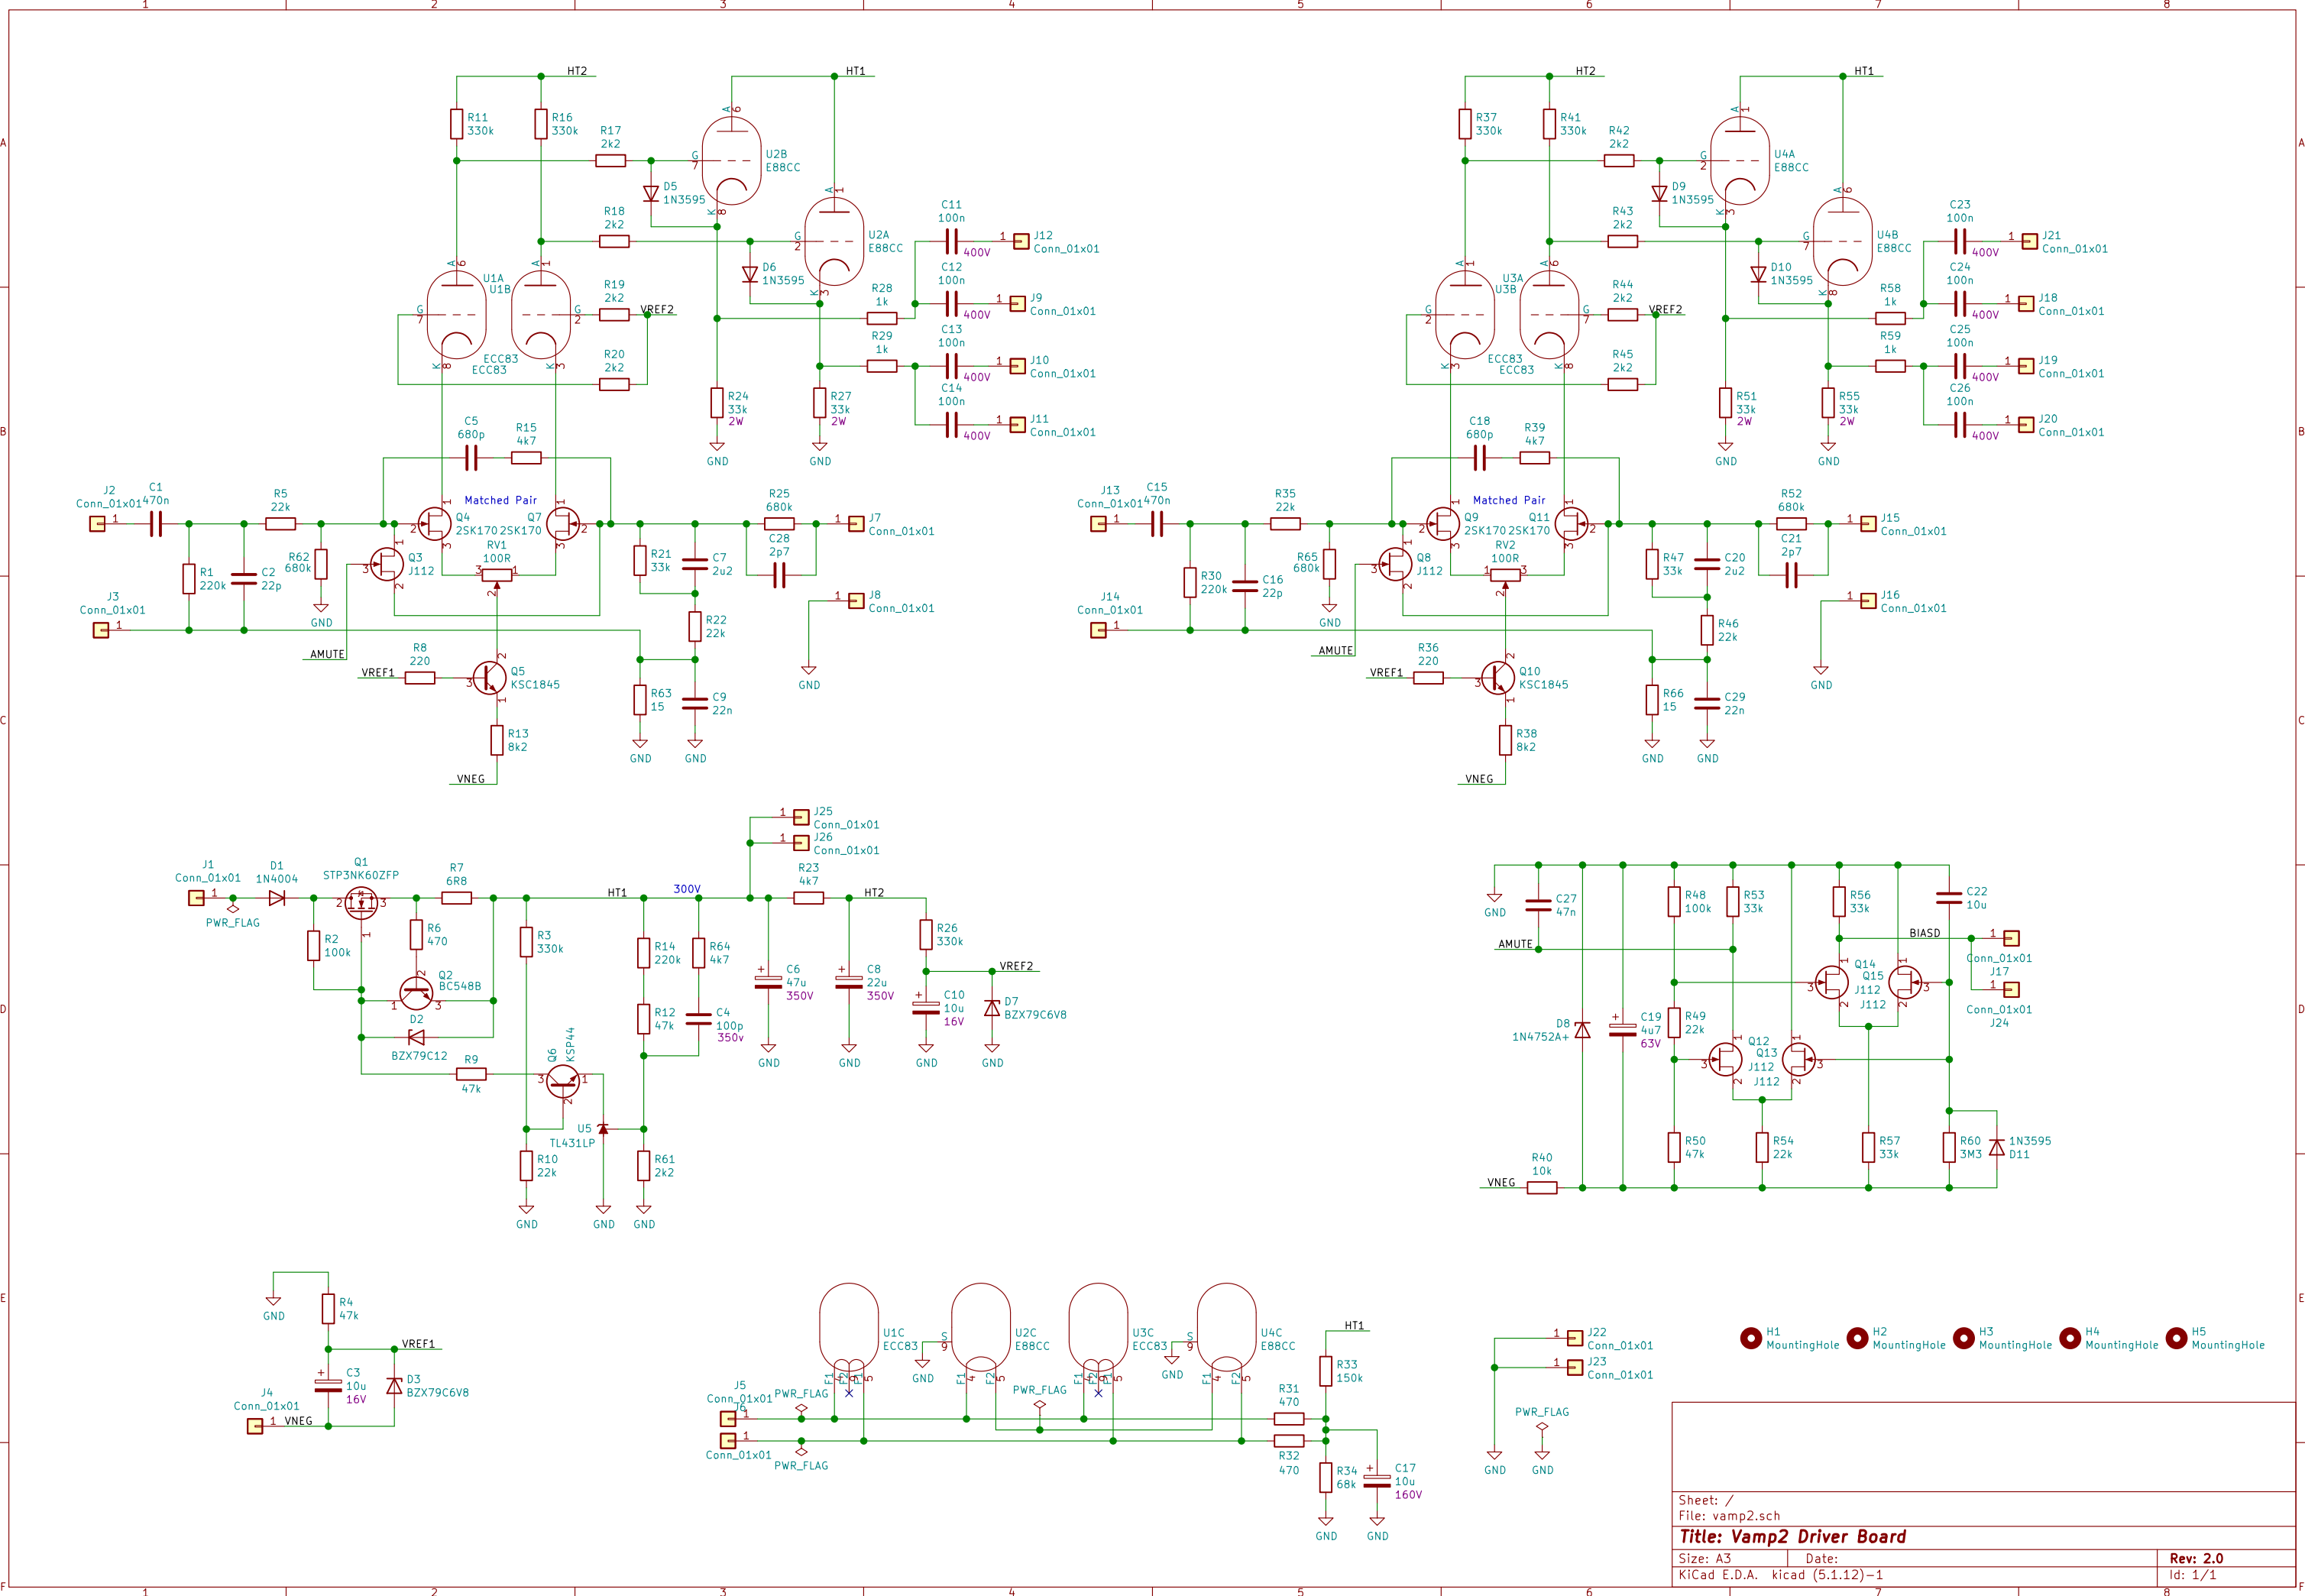 1 2 3 4 5 6 7 8
A
B
C
D
E
F
HT2
HT1
R11
330k
R16
330k
R17
2k2
U2B
E88CC
D5
1N3595
R18
2k2
U2A
E88CC
D6
1N3595
C11
100n
400V
J12
Conn_01x01
C12
100n
400V
J9
Conn_01x01
U1A
U1B
ECC83
ECC83
R19
2k2
VREF2
R20
2k2
R28
1k
R29
1k
C13
100n
400V
J10
Conn_01x01
C14
100n
400V
J11
Conn_01x01
R24
33k
2W
GND
R27
33k
2W
GND
C5
680p
R15
4k7
J2
Conn_01x01
C1
470n
R5
22k
Matched Pair
Q4
2SK170
Q7
2SK170
RV1
100R
R62
680k
GND
Q3
J112
R1
220k
C2
22p
J3
Conn_01x01
R21
33k
C7
2u2
R25
680k
C28
2p7
J7
Conn_01x01
J8
Conn_01x01
GND
R22
22k
AMUTE
VREF1
R8
220
Q5
KSC1845
R13
8k2
VNEG
R63
15
GND
C9
22n
GND
HT2
HT1
R37
330k
R41
330k
R42
2k2
U4A
E88CC
D9
1N3595
R43
2k2
U4B
E88CC
D10
1N3595
C23
100n
400V
J21
Conn_01x01
C24
100n
400V
J18
Conn_01x01
U3A
U3B
ECC83
ECC83
R44
2k2
VREF2
R45
2k2
R58
1k
R59
1k
C25
100n
400V
J19
Conn_01x01
C26
100n
400V
J20
Conn_01x01
R51
33k
2W
GND
R55
33k
2W
GND
C18
680p
R39
4k7
J13
Conn_01x01
C15
470n
R35
22k
Matched Pair
Q9
2SK170
Q11
2SK170
RV2
100R
R65
680k
GND
Q8
J112
R30
220k
C16
22p
J14
Conn_01x01
R47
33k
C20
2u2
R52
680k
C21
2p7
J15
Conn_01x01
J16
Conn_01x01
GND
R46
22k
AMUTE
VREF1
R36
220
Q10
KSC1845
R38
8k2
VNEG
R66
15
GND
C29
22n
GND
J25
Conn_01x01
J26
Conn_01x01
J1
Conn_01x01
PWR_FLAG
D1
1N4004
Q1
STP3NK60ZFP
R7
6R8
HT1
300V
R23
4k7
HT2
R2
100k
R6
470
Q2
BC548B
D2
BZX79C12
R3
330k
R9
47k
Q6
KSP44
U5
TL431LP
R10
22k
GND
GND
R14
220k
R12
47k
R61
2k2
GND
R64
4k7
C4
100p
350v
C6
47u
350V
GND
C8
22u
350V
GND
R26
330k
VREF2
C10
10u
16V
GND
D7
BZX79C6V8
GND
GND
C27
47n
AMUTE
R48
100k
R53
33k
R56
33k
C22
10u
BIASD
Conn_01x01
J17
Conn_01x01
J24
Q14
J112
Q15
J112
D8
1N4752A+
C19
4u7
63V
R49
22k
Q12
J112
Q13
J112
R50
47k
R54
22k
R57
33k
R60
3M3
1N3595
D11
R40
10k
VNEG
GND
R4
47k
VREF1
C3
10u
16V
D3
BZX79C6V8
J4
Conn_01x01
VNEG
U1C
ECC83
U2C
E88CC
GND
U3C
ECC83
U4C
E88CC
GND
J5
Conn_01x01
J6
Conn_01x01
PWR_FLAG
PWR_FLAG
PWR_FLAG
R31
470
R32
470
HT1
R33
150k
R34
68k
GND
C17
10u
160V
GND
J22
Conn_01x01
J23
Conn_01x01
GND
PWR_FLAG
GND
H1
MountingHole
H2
MountingHole
H3
MountingHole
H4
MountingHole
H5
MountingHole
Sheet: /
File: vamp2.sch
Title: Vamp2 Driver Board
Size: A3 Date: Rev: 2.0
KiCad E.D.A. kicad (5.1.12)-1 Id: 1/1
1 2 3 4 5 6 7 8